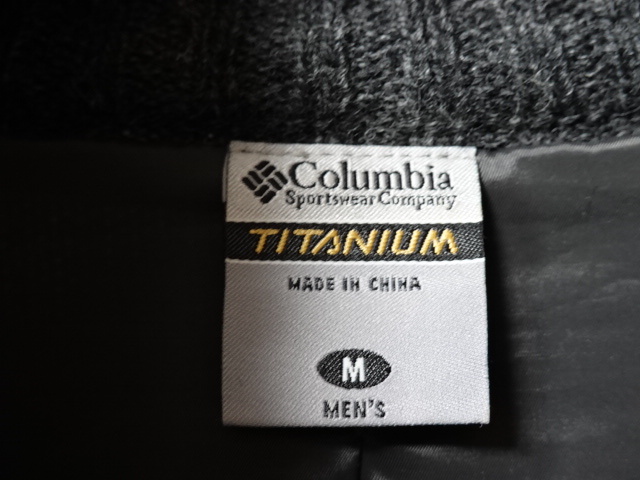 Columbia
Sportswear Company
TITANIUM
MADE IN CHINA
M
MEN'S